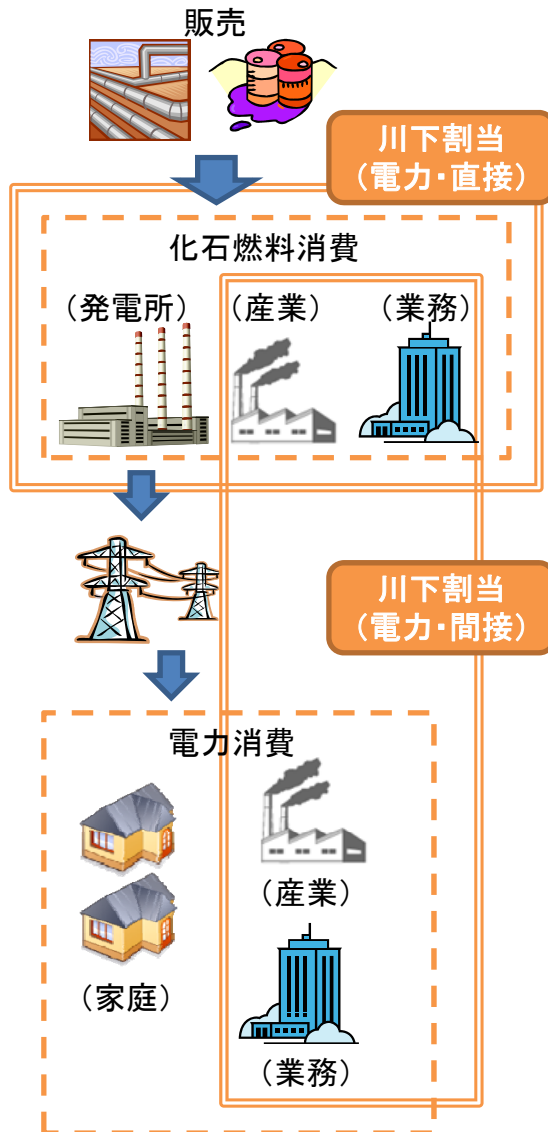 販売
川下割当
（電力・直接）
化石燃料消費
（発電所）
（産業）
（業務）
川下割当
（電力・間接）
電力消費
（産業）
（家庭）
（業務）